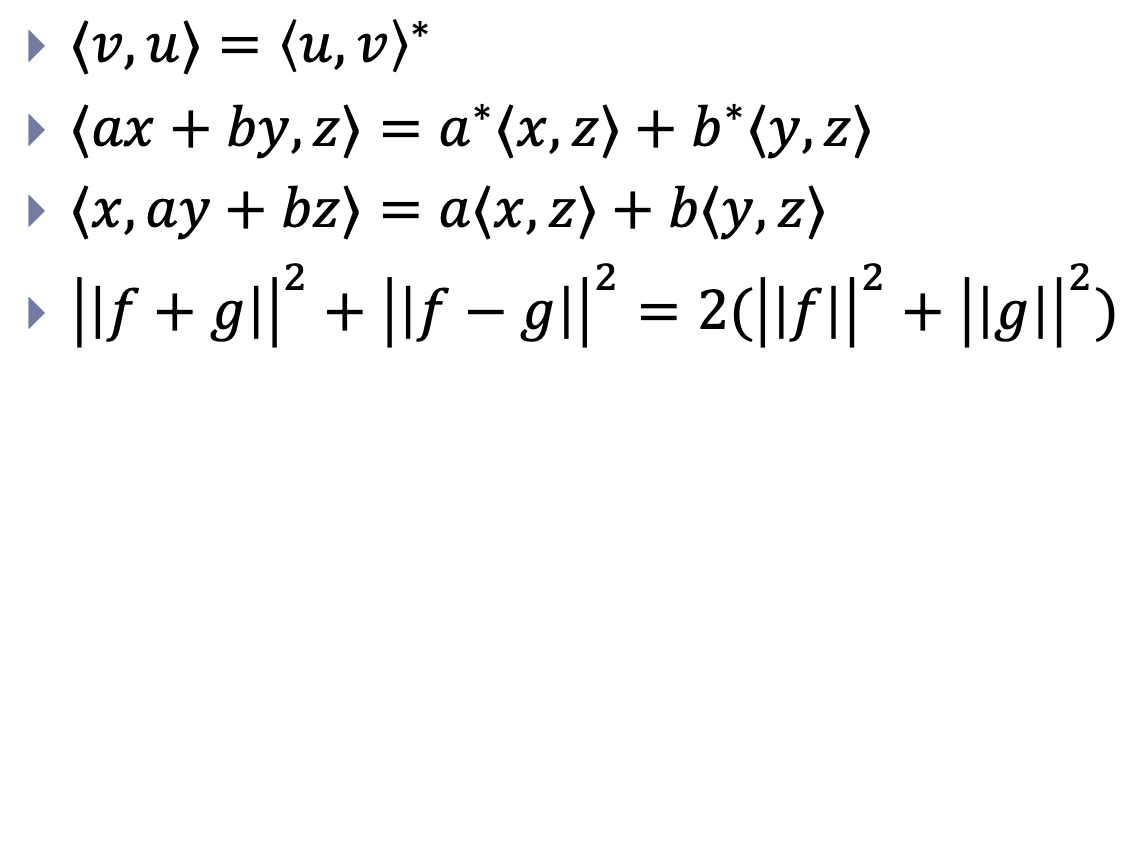 ⟨v, u⟩ = ⟨u, v⟩*
⟨ax + by, z⟩ = a*⟨x, z⟩ + b*⟨y, z⟩
⟨x, ay + bz⟩ = a⟨x, z⟩ + b⟨y, z⟩
||f + g||² + ||f − g||² = 2(||f||² + ||g||²)